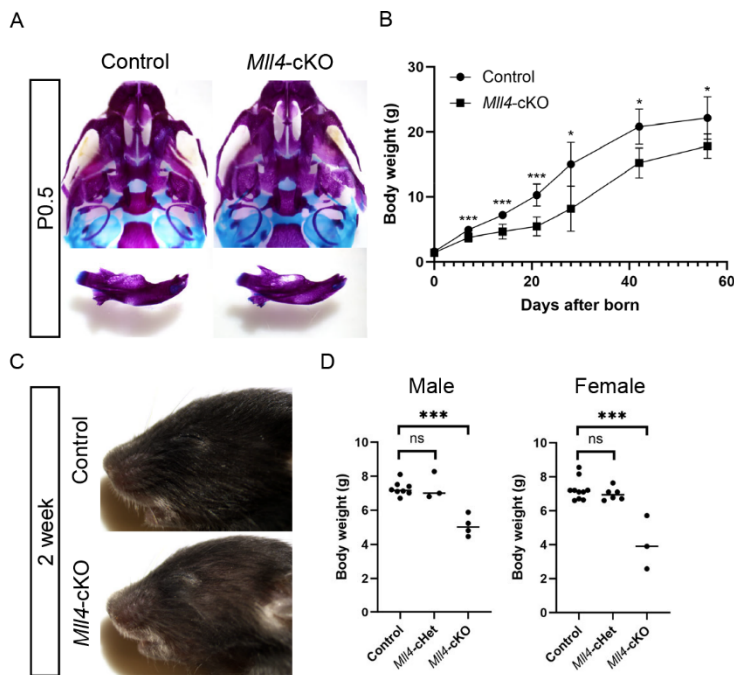 A
Control
Mll4-cKO
P0.5
B
Body weight (g)
30
20
10
0
Control
Mll4-cKO
***
***
***
*
*
*
0
20
40
60
Days after born
C
2 week
Control
Mll4-cKO
D
Male
***
ns
Body weight (g)
10
8
6
4
2
0
Control
Mll4-cHet
Mll4-cKO
Female
***
ns
Body weight (g)
10
8
6
4
2
0
Control
Mll4-cHet
Mll4-cKO